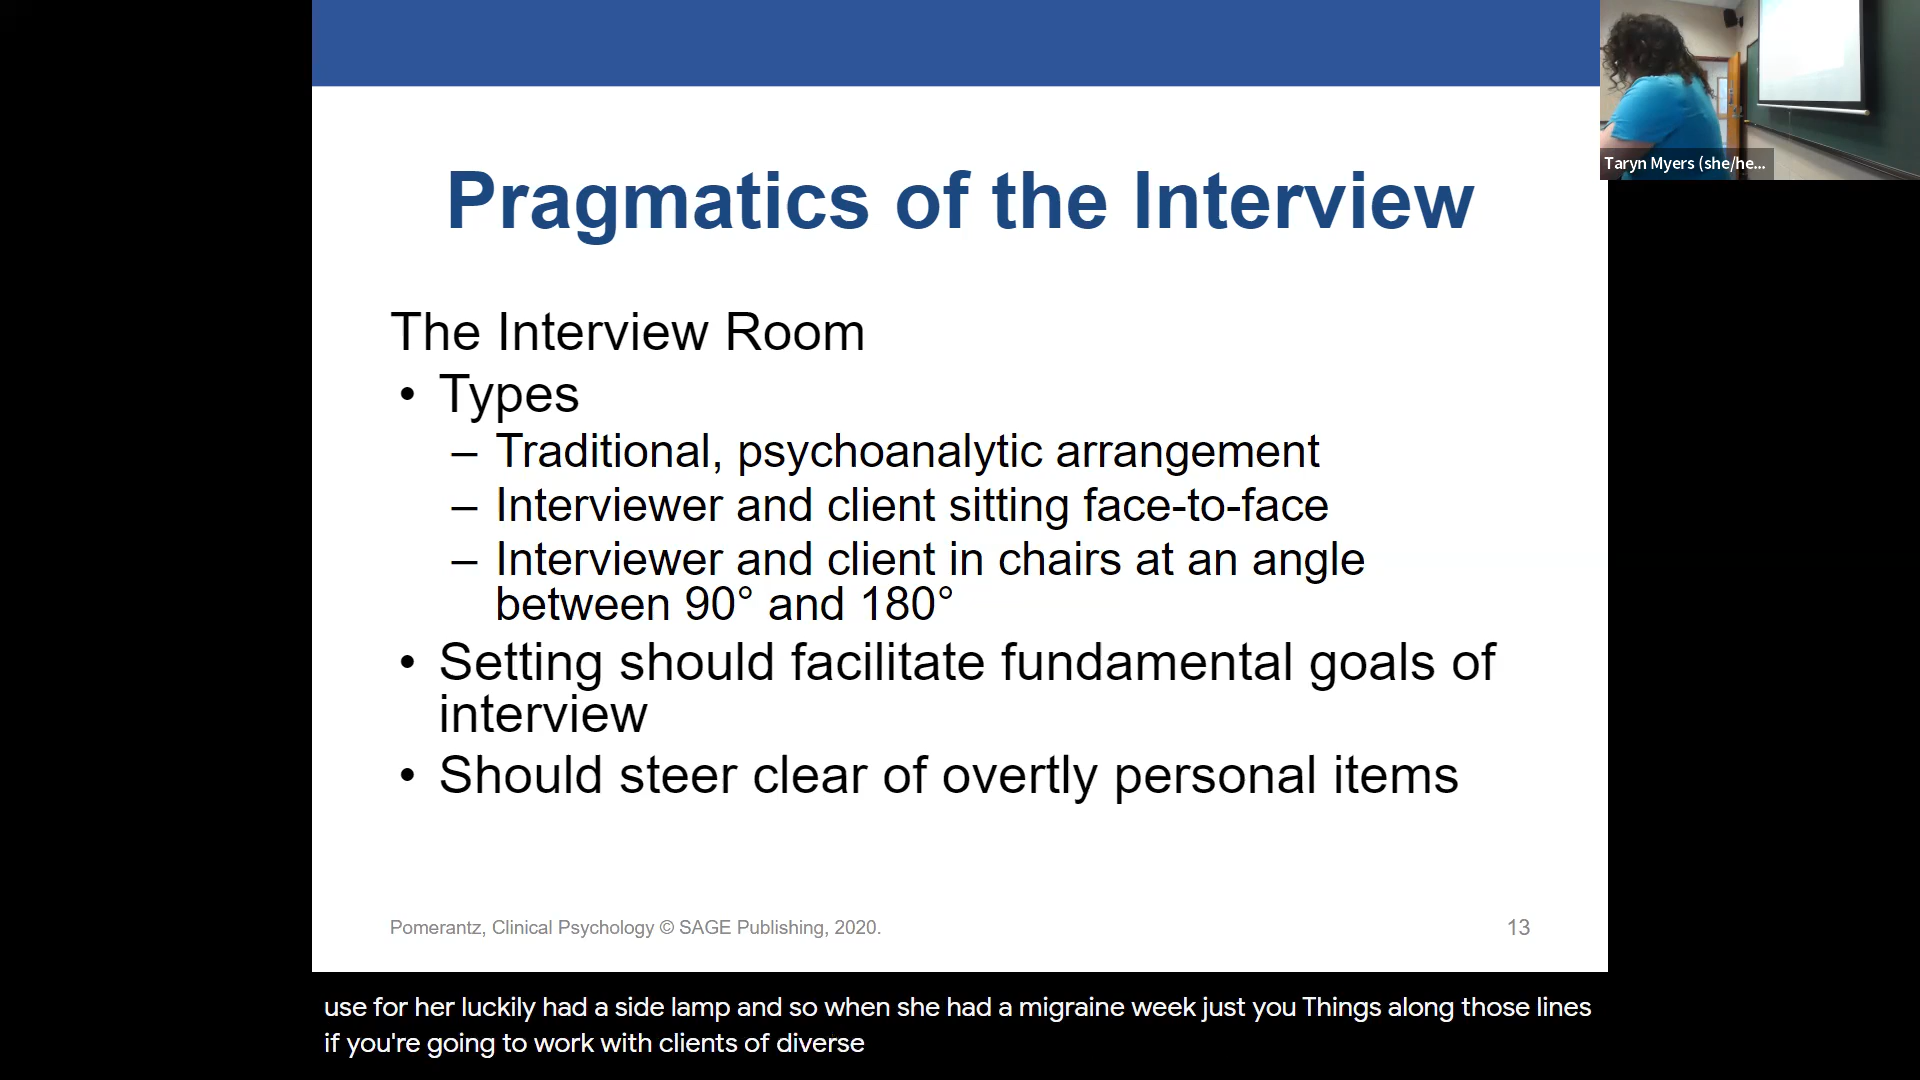 Pragmatics of the Interview
The Interview Room
• Types
– Traditional, psychoanalytic arrangement
– Interviewer and client sitting face-to-face
– Interviewer and client in chairs at an angle
between 90° and 180°
• Setting should facilitate fundamental goals of
interview
• Should steer clear of overtly personal items
Pomerantz, Clinical Psychology © SAGE Publishing, 2020.
13
Taryn Myers (she/he...
use for her luckily had a side lamp and so when she had a migraine week just you Things along those lines
if you're going to work with clients of diverse